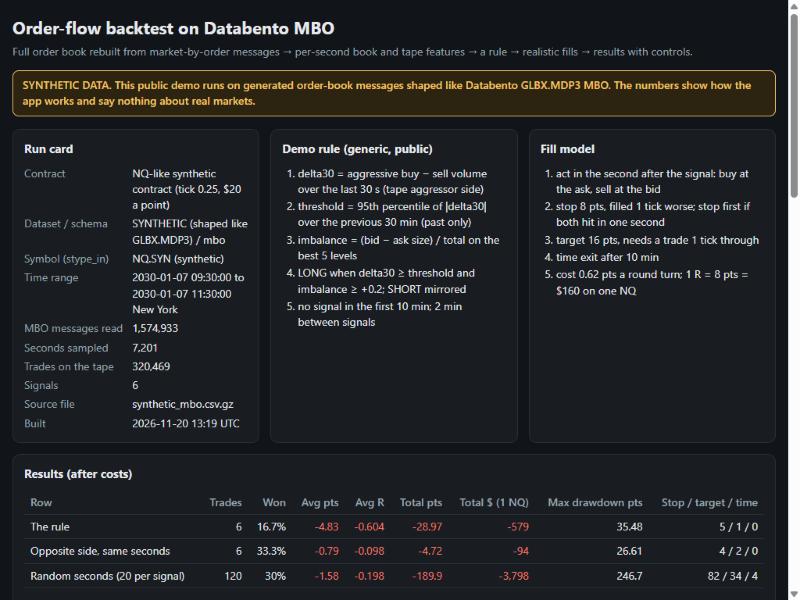 Order-flow backtest on Databento MBO
Full order book rebuilt from market-by-order messages → per-second book and tape features → a rule → realistic fills → results with controls.
SYNTHETIC DATA. This public demo runs on generated order-book messages shaped like Databento GLBX.MDP3 MBO. The numbers show how the
app works and say nothing about real markets.
Run card
Contract NQ-like synthetic
contract (tick 0.25, $20
a point)
Dataset / schema SYNTHETIC (shaped like
GLBX.MDP3) / mbo
Symbol (stype_in) NQ.SYN (synthetic)
Time range 2030-01-07 09:30:00 to
2030-01-07 11:30:00
New York
MBO messages read 1,574,933
Seconds sampled 7,201
Trades on the tape 320,469
Signals 6
Source file synthetic_mbo.csv.gz
Built 2026-11-20 13:19 UTC
Demo rule (generic, public)
1. delta30 = aggressive buy − sell volume
over the last 30 s (tape aggressor side)
2. threshold = 95th percentile of |delta30|
over the previous 30 min (past only)
3. imbalance = (bid − ask size) / total on the
best 5 levels
4. LONG when delta30 ≥ threshold and
imbalance ≥ +0.2; SHORT mirrored
5. no signal in the first 10 min; 2 min
between signals
Fill model
1. act in the second after the signal: buy at
the ask, sell at the bid
2. stop 8 pts, filled 1 tick worse; stop first if
both hit in one second
3. target 16 pts, needs a trade 1 tick through
4. time exit after 10 min
5. cost 0.62 pts a round turn; 1 R = 8 pts =
$160 on one NQ
Results (after costs)
Row Trades Won Avg pts Avg R Total pts Total $ (1 NQ) Max drawdown pts Stop / target / time
The rule 6 16.7% -4.83 -0.604 -28.97 -579 35.48 5 / 1 / 0
Opposite side, same seconds 6 33.3% -0.79 -0.098 -4.72 -94 26.61 4 / 2 / 0
Random seconds (20 per signal) 120 30% -1.58 -0.198 -189.9 -3,798 246.7 82 / 34 / 4